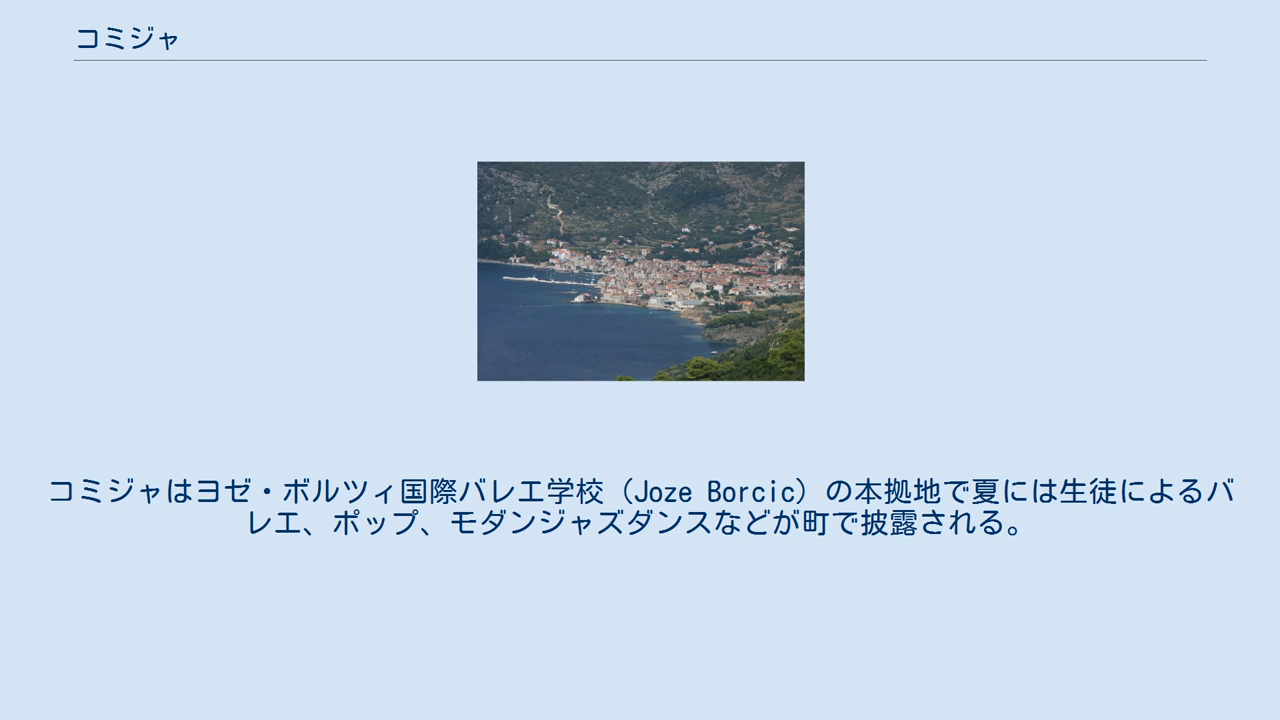 コミジャ
コミジャはヨゼ・ボルツィ国際バレエ学校（Joze Borcic）の本拠地で夏には生徒によるバ
レエ、ポップ、モダンジャズダンスなどが町で披露される。